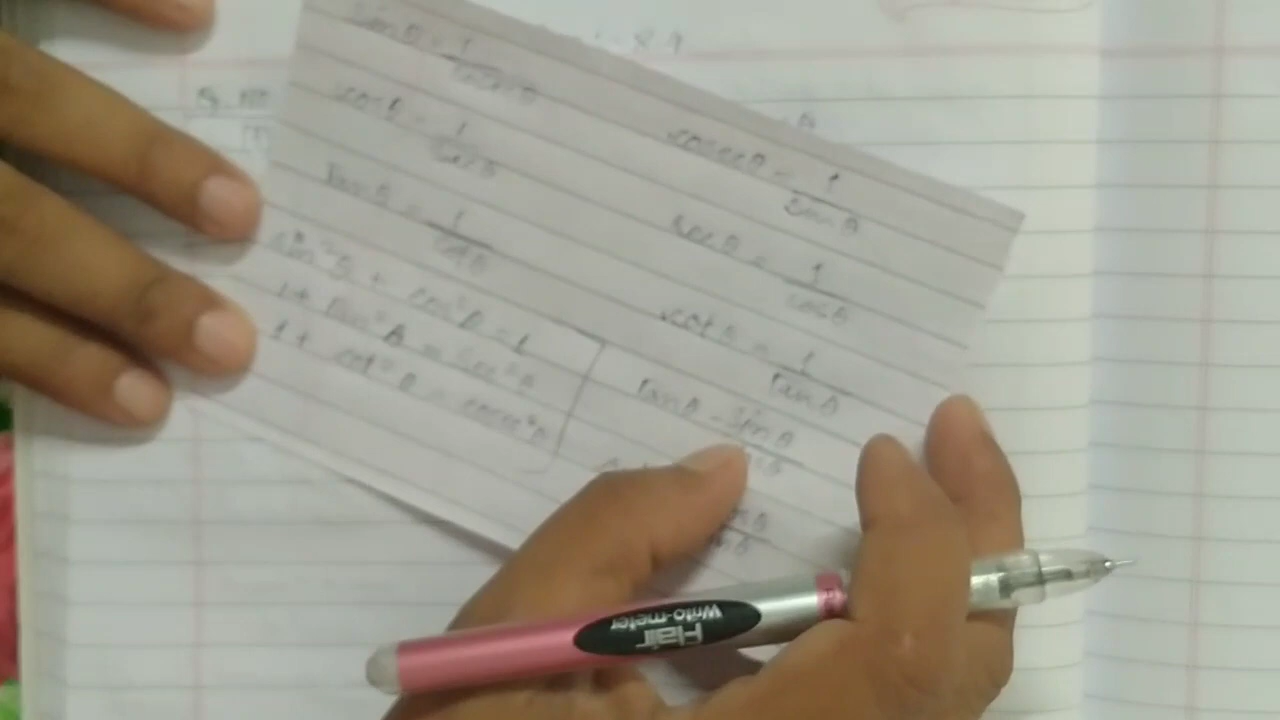 sinθ = 1/cosecθ
cosθ = 1/secθ
Tanθ = 1/cotθ
sin²θ + cos²θ = 1
1+ Tan²θ = sec²θ
1+ cot²θ = cosec²θ
cosecθ = 1/sinθ
secθ = 1/cosθ
cotθ = 1/Tanθ
Tanθ = Sinθ
Flair
Writo-meter